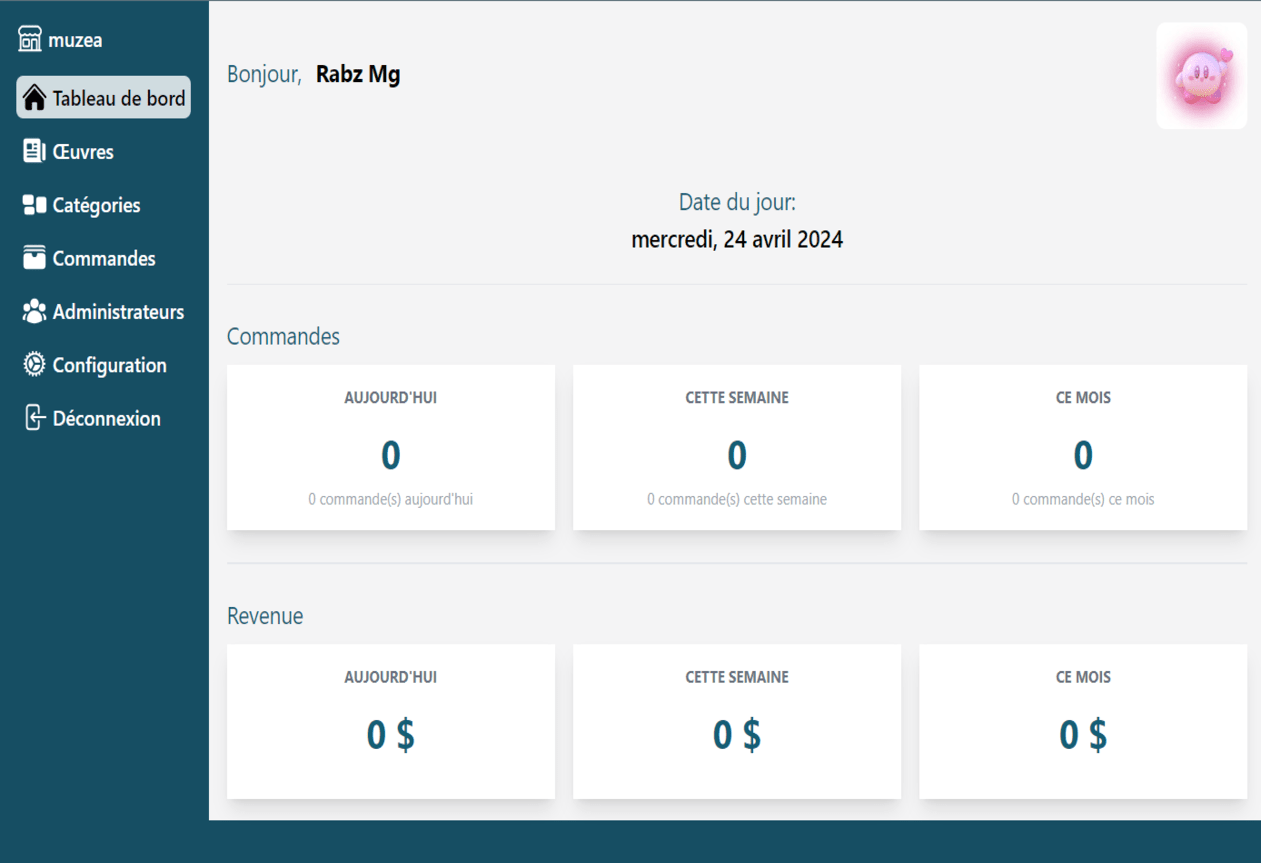 muzea
Tableau de bord
Œuvres
Catégories
Commandes
Administrateurs
Configuration
Déconnexion
Bonjour, Rabz Mg
Date du jour:
mercredi, 24 avril 2024
Commandes
AUJOURD'HUI
0
0 commande(s) aujourd'hui
CETTE SEMAINE
0
0 commande(s) cette semaine
CE MOIS
0
0 commande(s) ce mois
Revenue
AUJOURD'HUI
0 $
CETTE SEMAINE
0 $
CE MOIS
0 $